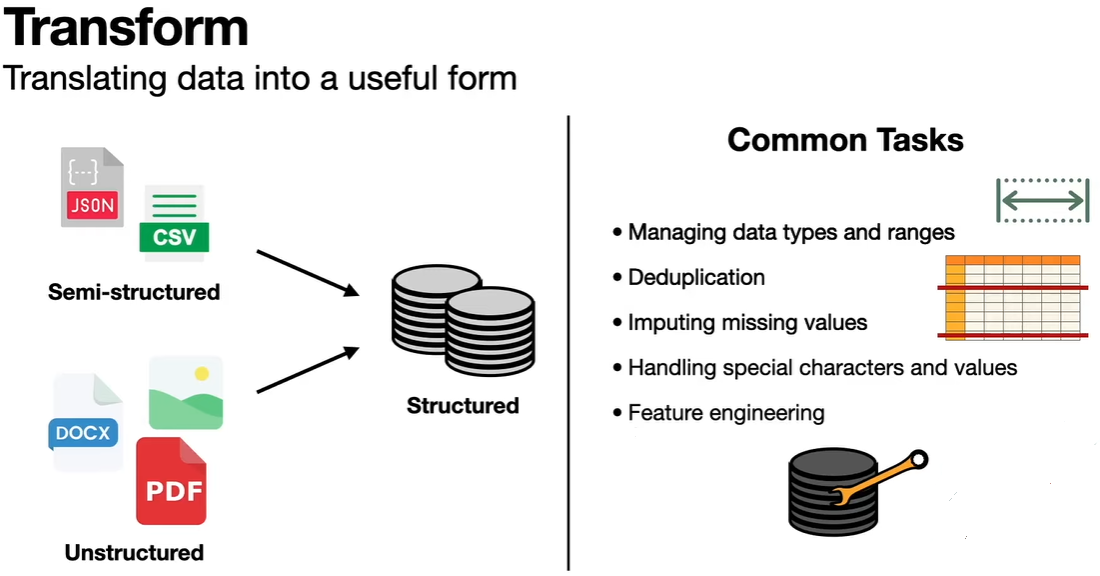 Transform
Translating data into a useful form
{---}
JSON
CSV
Semi-structured
DOCX
PDF
Unstructured
Structured
Common Tasks
• Managing data types and ranges
• Deduplication
• Imputing missing values
• Handling special characters and values
• Feature engineering